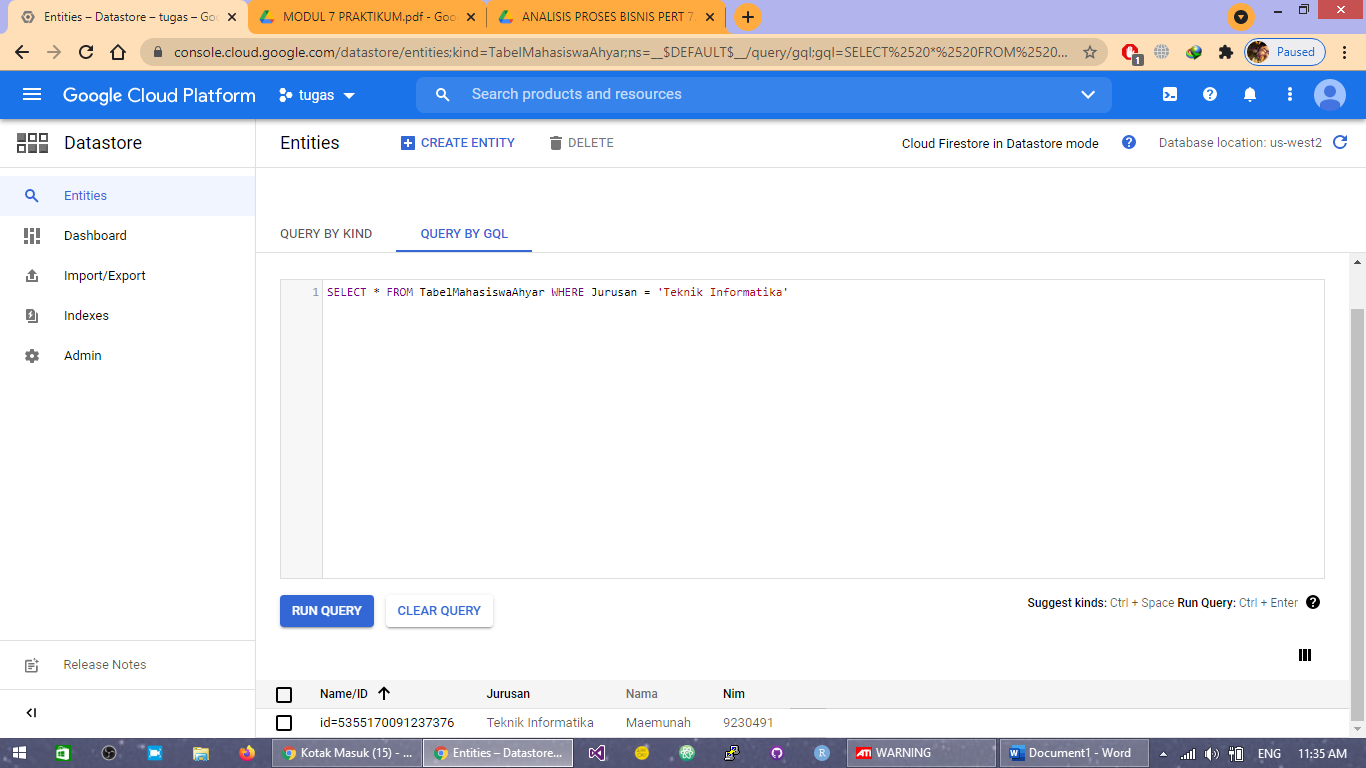 Entities – Datastore – tugas – Goo
MODUL 7 PRAKTIKUM.pdf - Goo
ANALISIS PROSES BISNIS PERT 7.
console.cloud.google.com/datastore/entities;kind=TabelMahasiswaAhyar;ns=__$DEFAULT$__/query/gql;gql=SELECT%2520*%2520FROM%2520...
1
Paused
Google Cloud Platform
tugas
Search products and resources
Datastore
Entities
CREATE ENTITY
DELETE
Cloud Firestore in Datastore mode
Database location: us-west2
Entities
Dashboard
Import/Export
Indexes
Admin
QUERY BY KIND
QUERY BY GQL
1 SELECT * FROM TabelMahasiswaAhyar WHERE Jurusan = 'Teknik Informatika'
RUN QUERY
CLEAR QUERY
Suggest kinds: Ctrl + Space Run Query: Ctrl + Enter
Release Notes
Name/ID Jurusan Nama Nim
id=5355170091237376 Teknik Informatika Maemunah 9230491
Kotak Masuk (15) - ...
Entities – Datastore...
ATI WARNING
Document1 - Word
ENG
11:35 AM